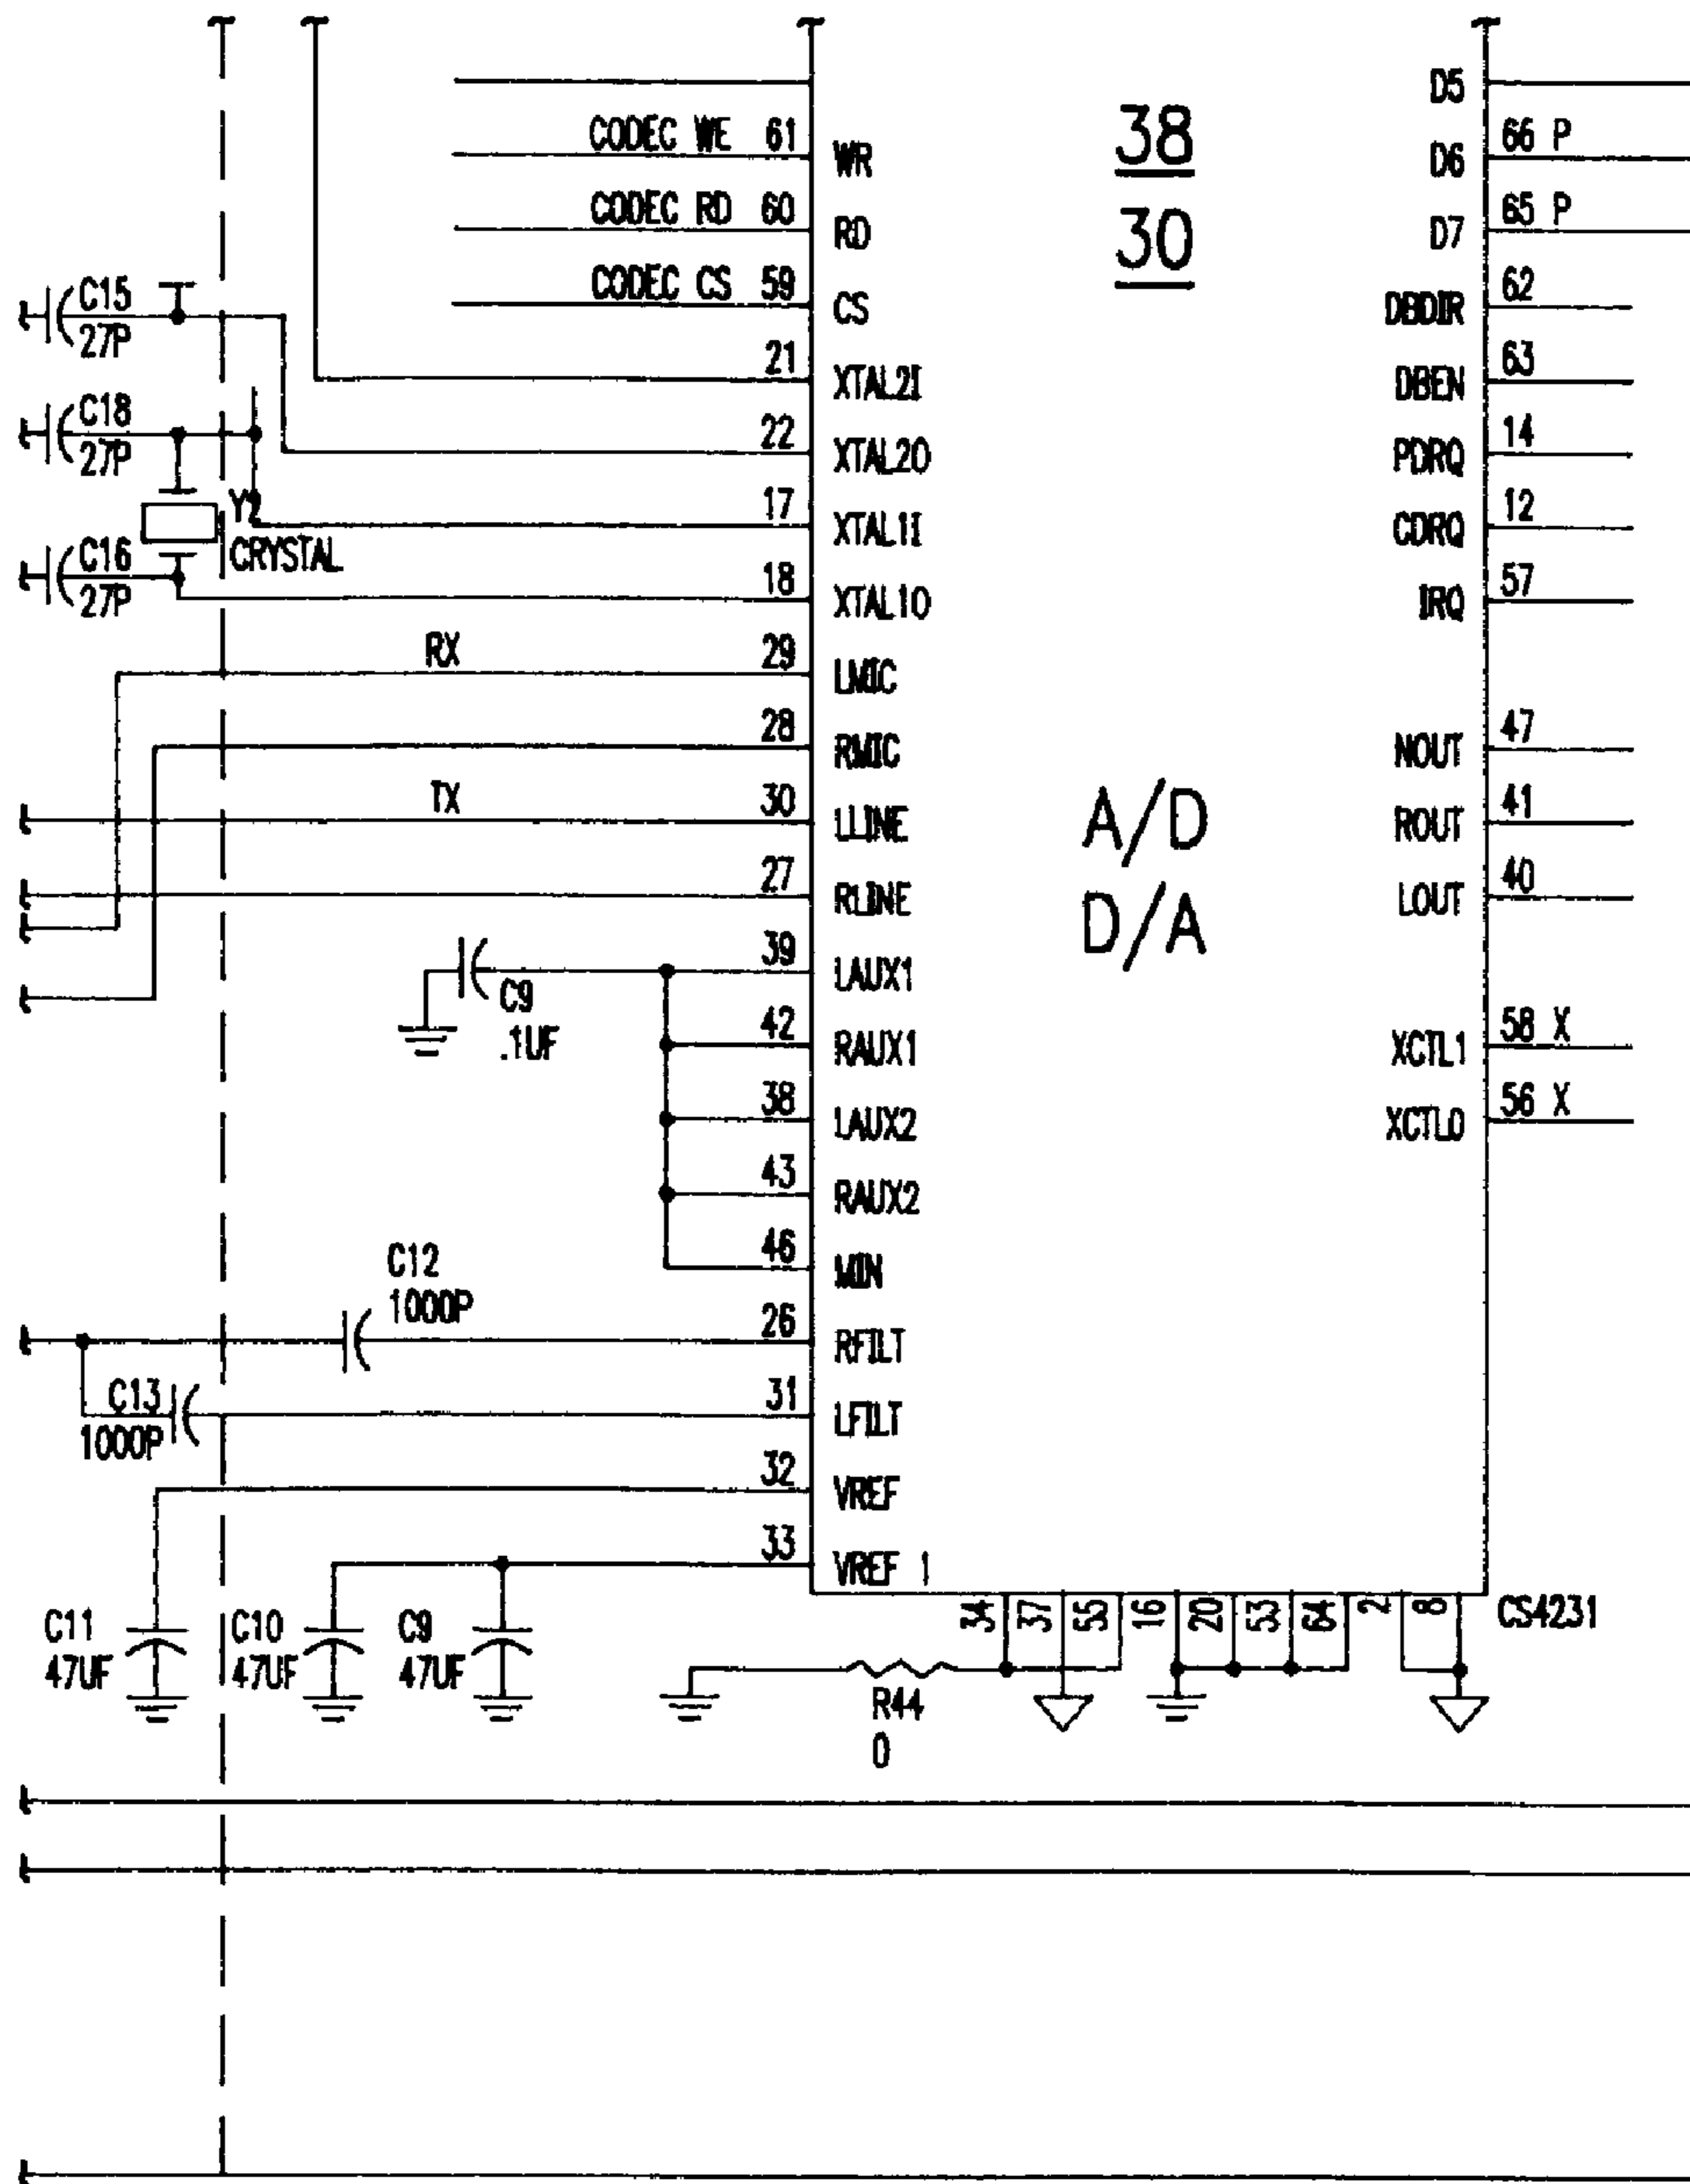 D5
CODEC WE 61
WR
38
D6
66 P
CODEC RD 60
RD
30
D7
65 P
CODEC CS 59
CS
DBDIR
62
C15
27P
21
XTAL2I
DBEN
63
C18
27P
22
XTAL2O
PDRQ
14
Y2
CRYSTAL
17
XTAL1I
CDRQ
12
C16
27P
18
XTAL1O
IRQ
57
RX
29
LMIC
28
RMIC
NOUT
47
TX
30
LLINE
A/D
ROUT
41
27
RLINE
D/A
LOUT
40
39
LAUX1
C9
.1UF
42
RAUX1
XCTL1
58 X
38
LAUX2
XCTL0
56 X
43
RAUX2
46
MIN
C12
1000P
26
RFILT
C13
1000P
31
LFILT
32
VREF
33
VREF 1
C11
47UF
C10
47UF
C9
47UF
34
37
55
16
20
53
64
2
8
CS4231
R44
0